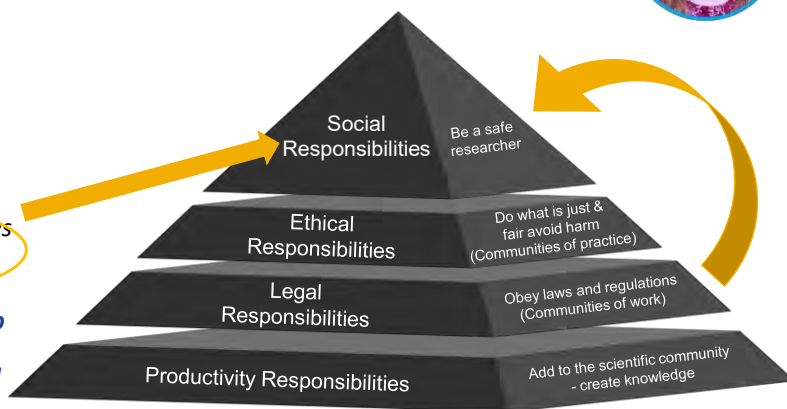 Social
Responsibilities
Be a safe
researcher
Ethical
Responsibilities
Do what is just &
fair avoid harm
(Communities of practice)
Legal
Responsibilities
Obey laws and regulations
(Communities of work)
Productivity Responsibilities
Add to the scientific community
- create knowledge